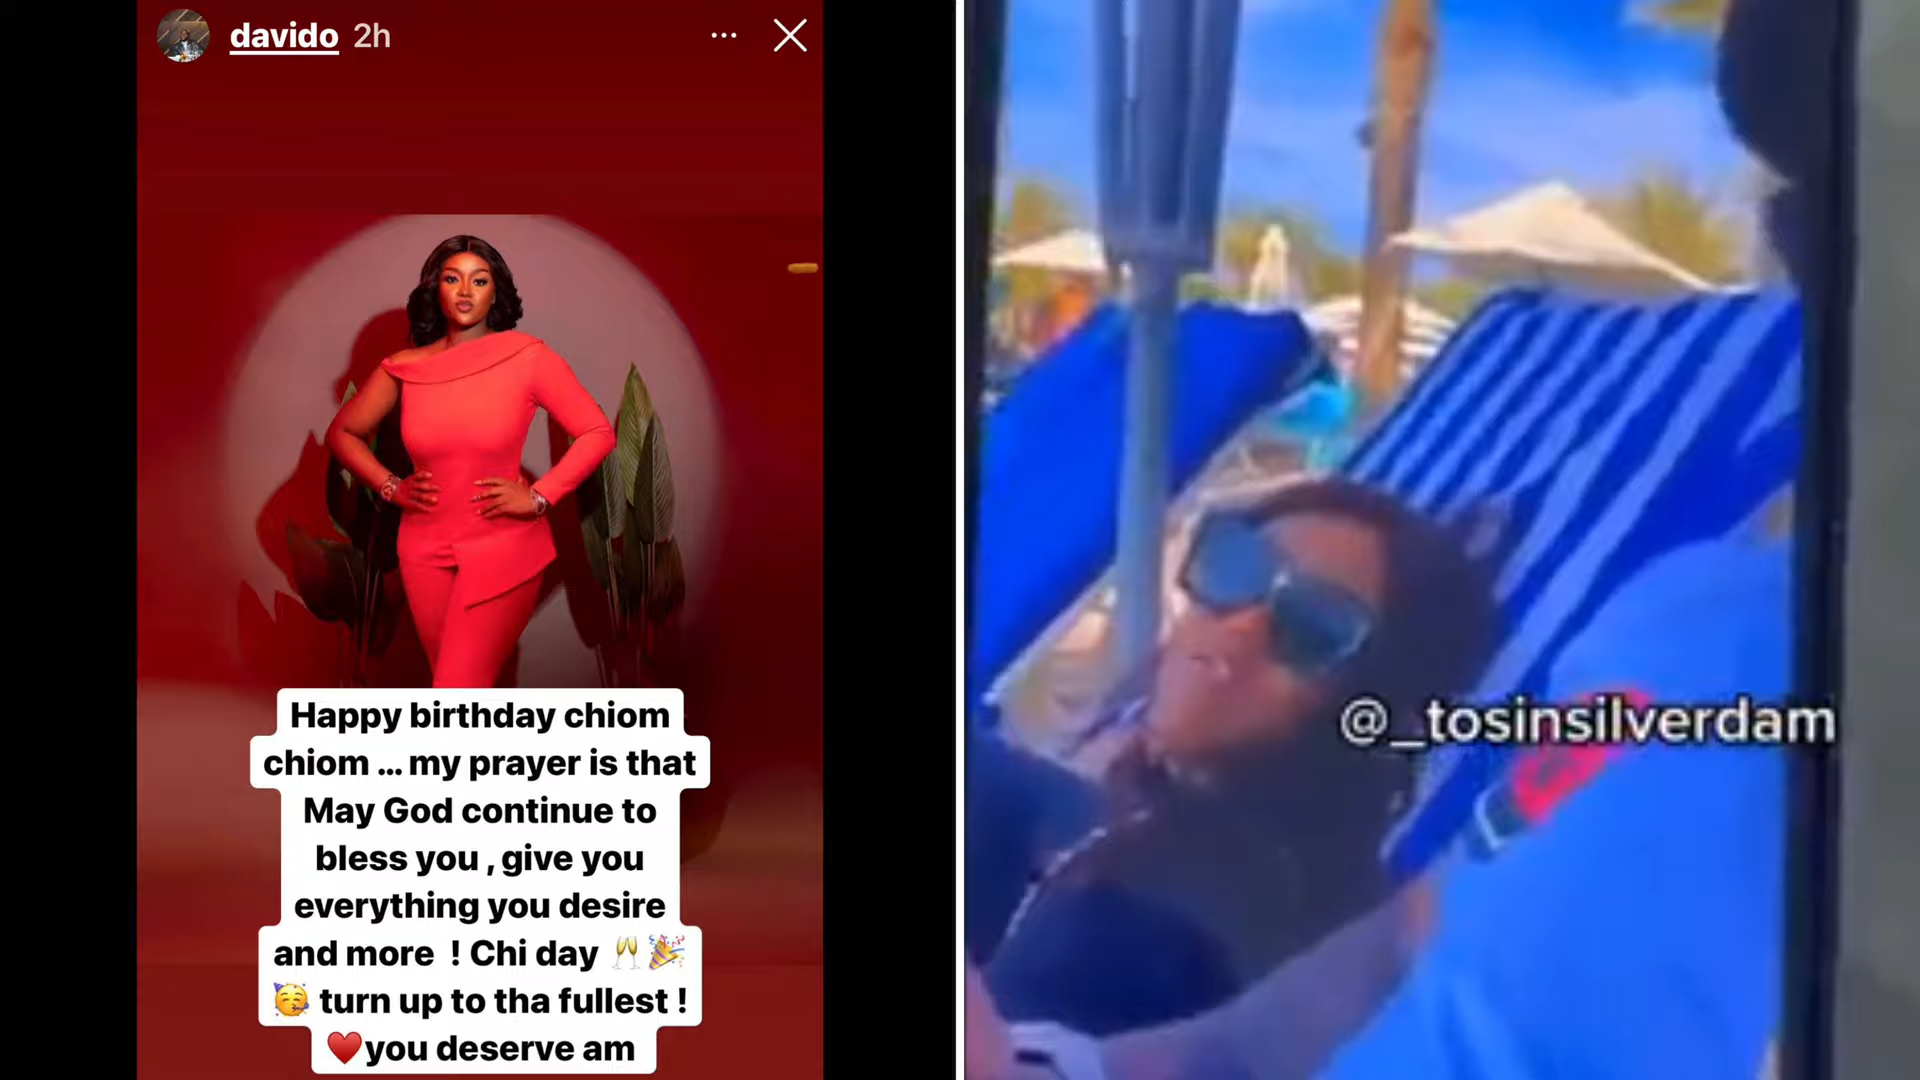 davido 2h
Happy birthday chiom
chiom ... my prayer is that
May God continue to
bless you , give you
everything you desire
and more ! Chi day 🥂🎉
🥳 turn up to tha fullest !
❤️you deserve am
@_tosinsilverdam